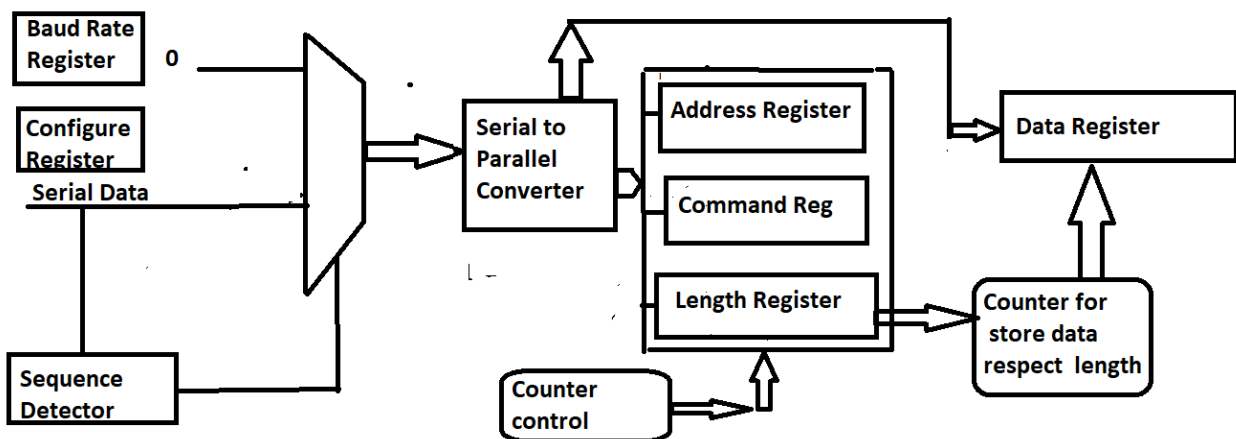 Baud Rate
Register
0
Configure
Register
Serial Data
Sequence
Detector
Serial to
Parallel
Converter
Address Register
Command Reg
Length Register
Counter
control
Data Register
Counter for
store data
respect length